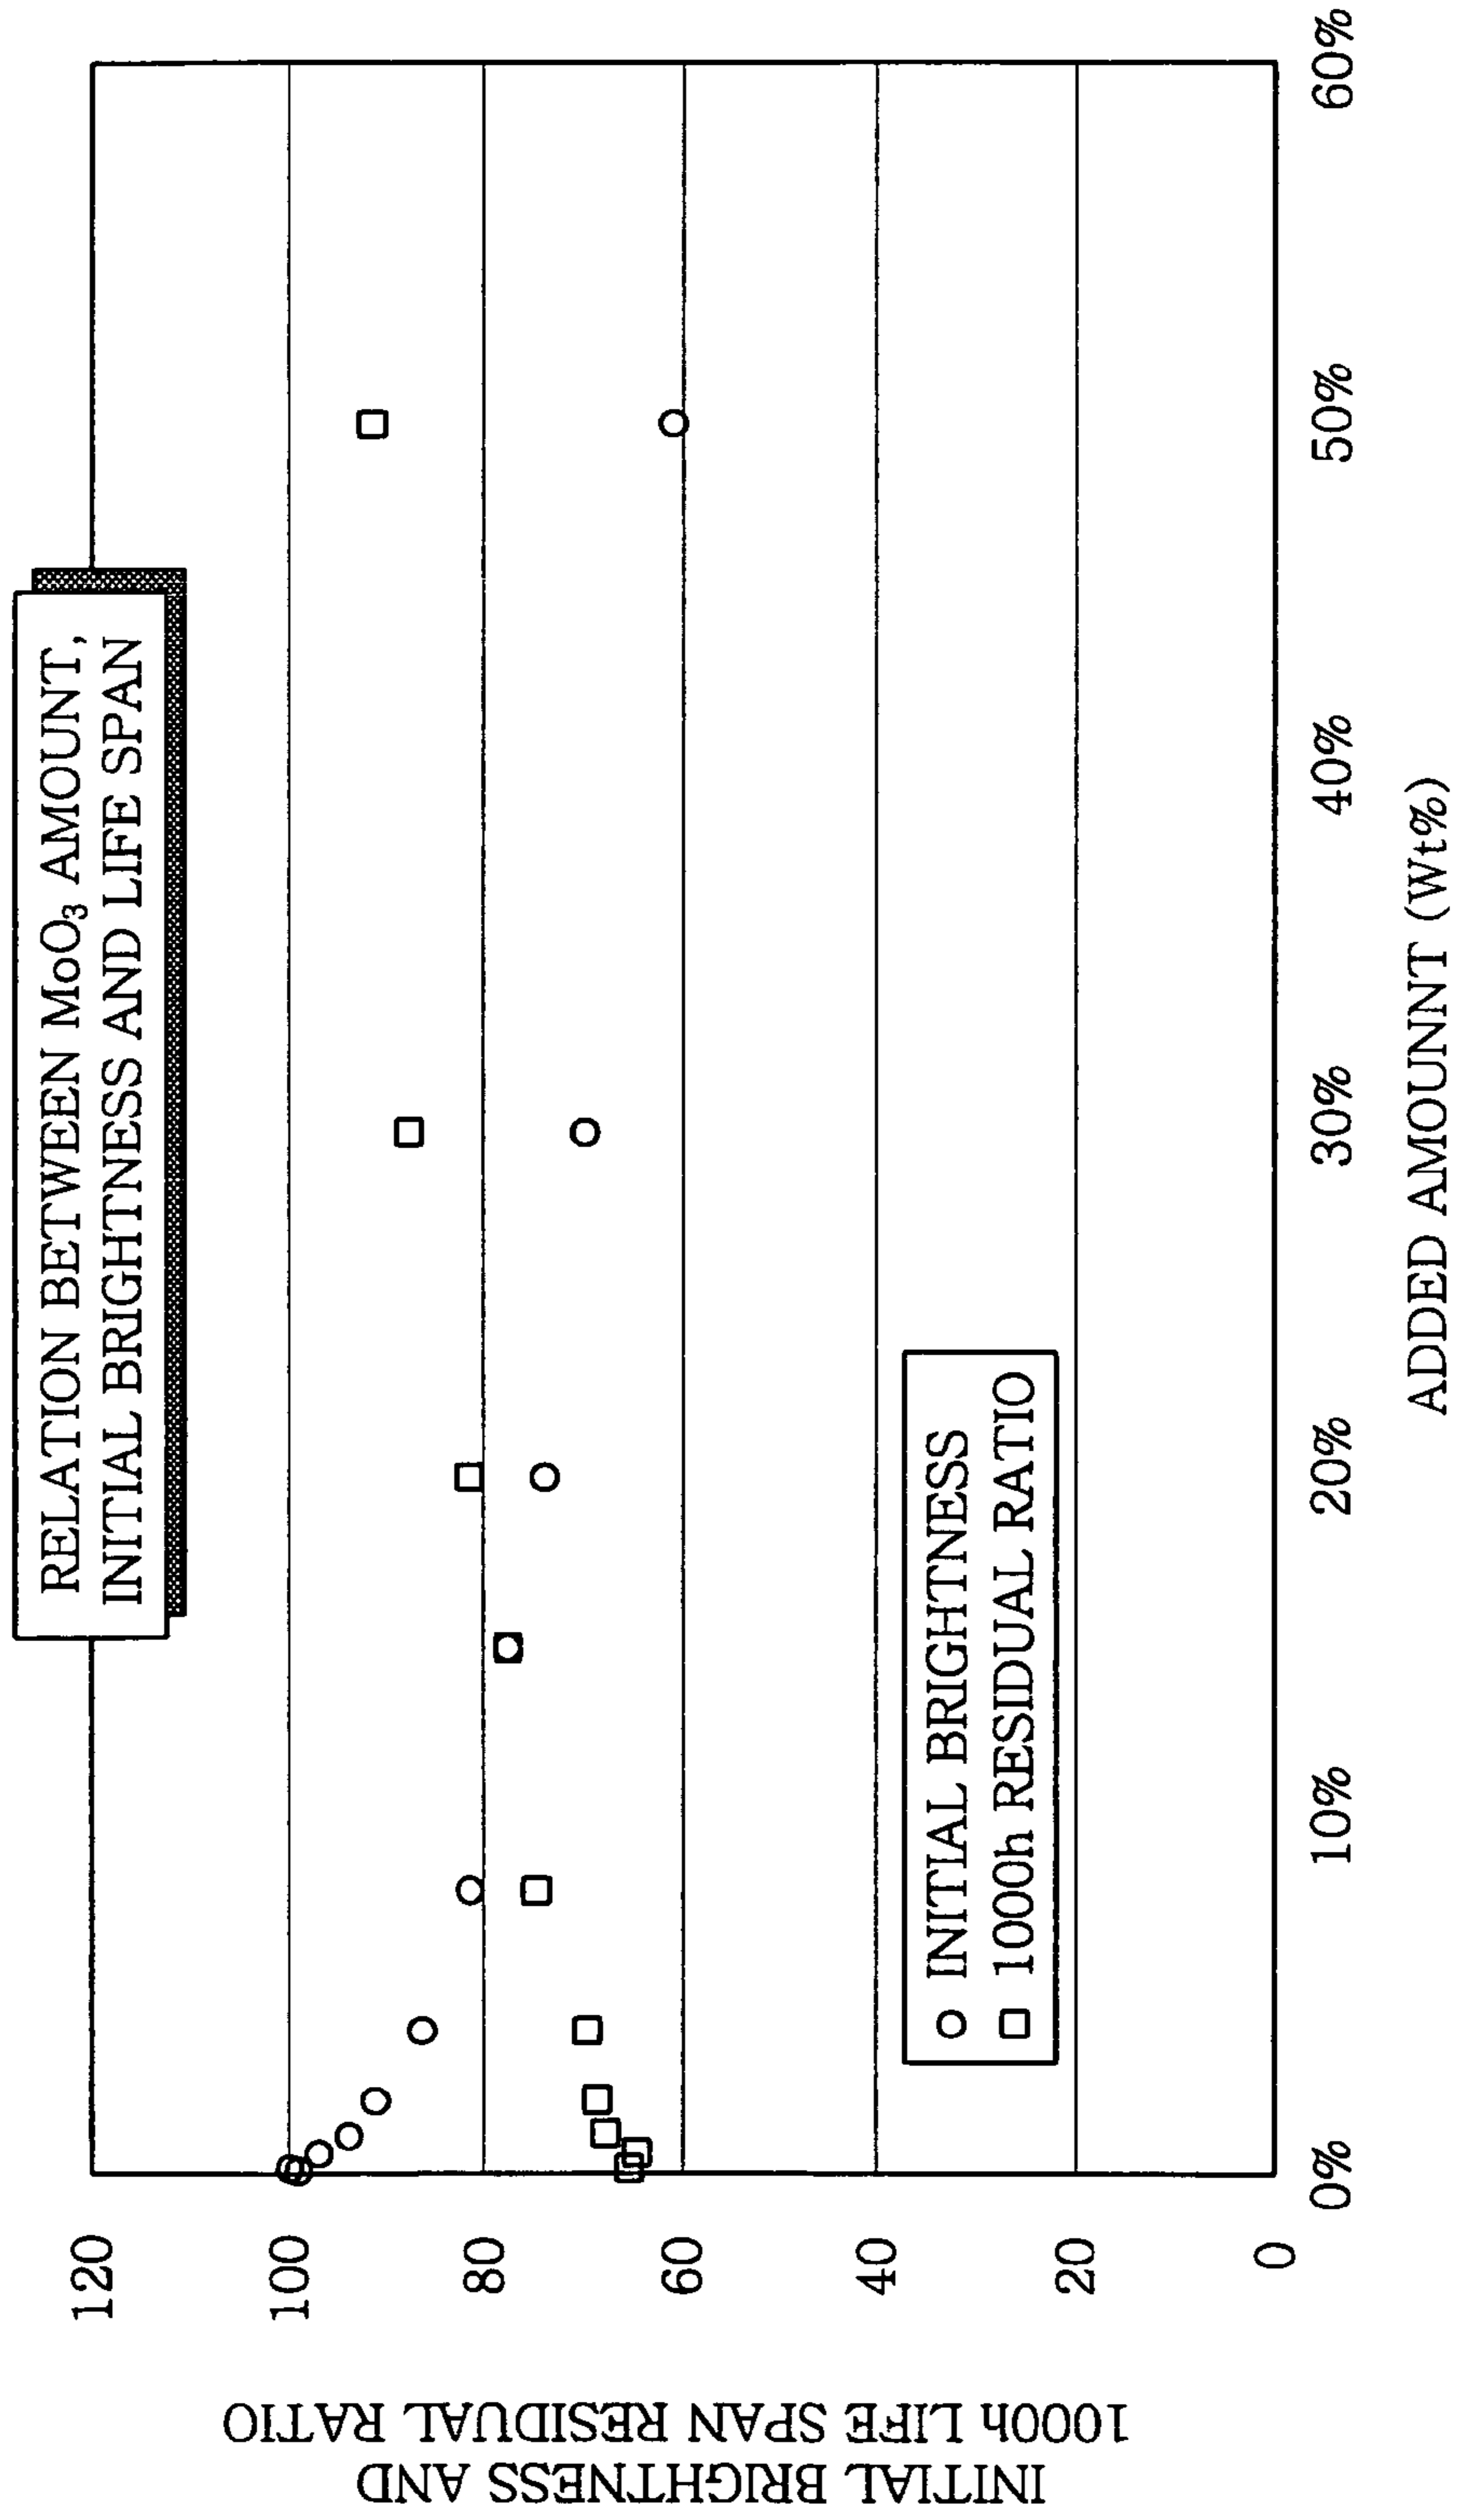 RELATION BETWEEN MoO₃ AMOUNT,
INITIAL BRIGHTNESS AND LIFE SPAN
INITIAL BRIGHTNESS AND
1000h LIFE SPAN RESIDUAL RATIO
120
100
80
60
40
20
0
INITIAL BRIGHTNESS
1000h RESIDUAL RATIO
0%
10%
20%
30%
40%
50%
60%
ADDED AMOUNT (Wt%)